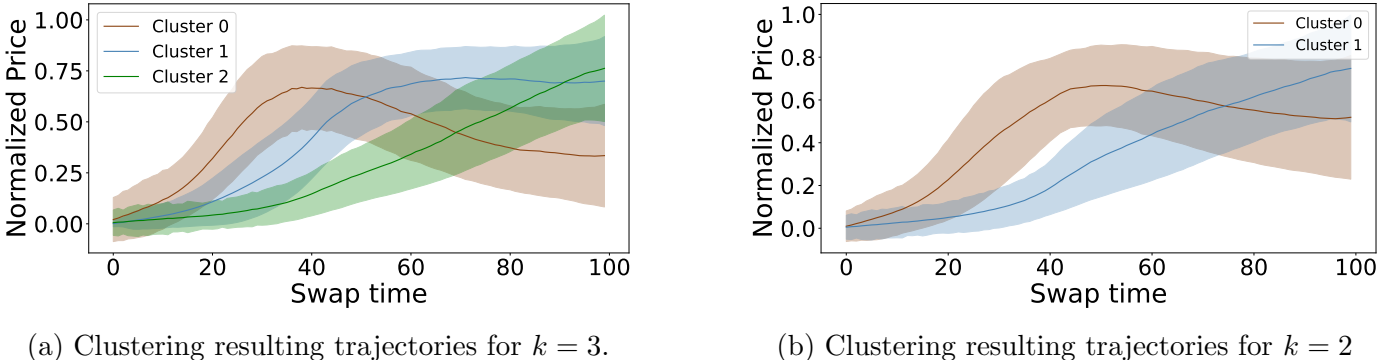 1.00
0.75
0.50
0.25
0.00
Normalized Price
Cluster 0
Cluster 1
Cluster 2
0 20 40 60 80 100
Swap time
(a) Clustering resulting trajectories for k = 3.
1.0
0.8
0.6
0.4
0.2
0.0
Normalized Price
Cluster 0
Cluster 1
0 20 40 60 80 100
Swap time
(b) Clustering resulting trajectories for k = 2